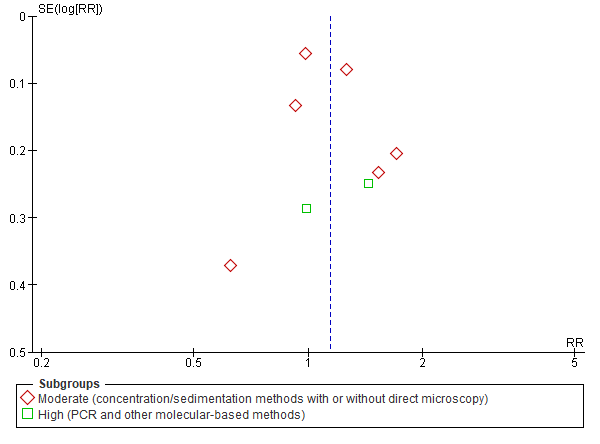 SE(log[RR])
0
0.1
0.2
0.3
0.4
0.5
RR
0.2
0.5
1
2
5
Subgroups
Moderate (concentration/sedimentation methods with or without direct microscopy)
High (PCR and other molecular-based methods)